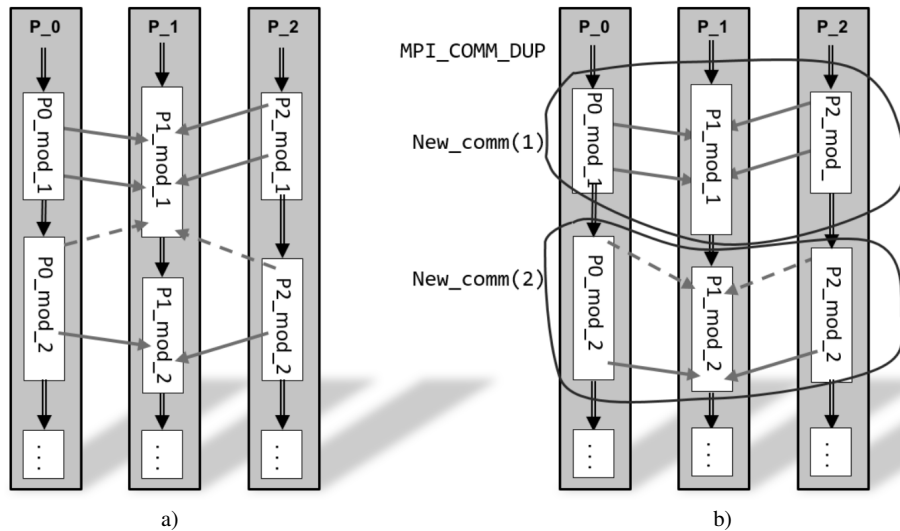 P_0
P_1
P_2
P0_mod_1
P1_mod_1
P2_mod_1
P0_mod_2
P1_mod_2
P2_mod_2
...
...
...
a)
MPI_COMM_DUP
New_comm(1)
New_comm(2)
P_0
P_1
P_2
P0_mod_1
P1_mod_1
P2_mod_
P0_mod_2
P1_mod_2
P2_mod_2
...
...
...
b)